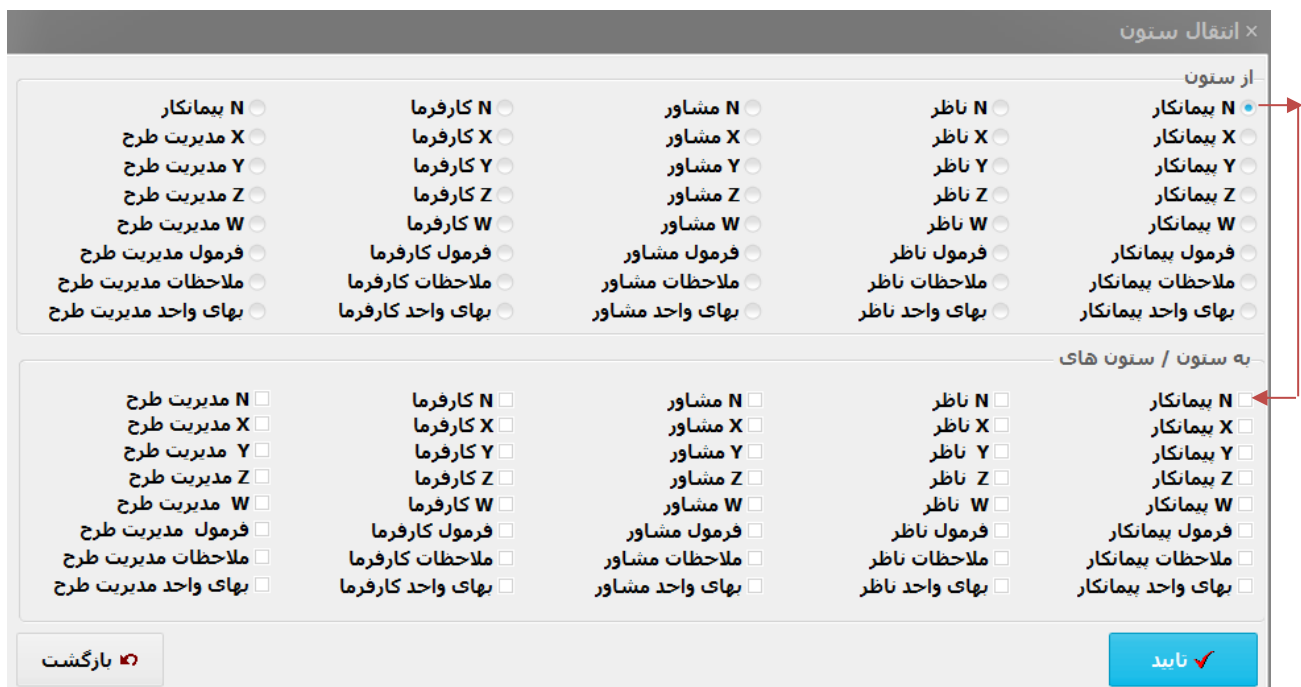 × انتقال ستون
از ستون
N پیمانکار N ناظر N مشاور N کارفرما N پیمانکار
X پیمانکار X ناظر X مشاور X کارفرما X مدیریت طرح
Y پیمانکار Y ناظر Y مشاور Y کارفرما Y مدیریت طرح
Z پیمانکار Z ناظر Z مشاور Z کارفرما Z مدیریت طرح
W پیمانکار W ناظر W مشاور W کارفرما W مدیریت طرح
فرمول پیمانکار فرمول ناظر فرمول مشاور فرمول کارفرما فرمول مدیریت طرح
ملاحظات پیمانکار ملاحظات ناظر ملاحظات مشاور ملاحظات کارفرما ملاحظات مدیریت طرح
بهای واحد پیمانکار بهای واحد ناظر بهای واحد مشاور بهای واحد کارفرما بهای واحد مدیریت طرح
به ستون / ستون های
N پیمانکار N ناظر N مشاور N کارفرما N مدیریت طرح
X پیمانکار X ناظر X مشاور X کارفرما X مدیریت طرح
Y پیمانکار Y ناظر Y مشاور Y کارفرما Y مدیریت طرح
Z پیمانکار Z ناظر Z مشاور Z کارفرما Z مدیریت طرح
W پیمانکار W ناظر W مشاور W کارفرما W مدیریت طرح
فرمول پیمانکار فرمول ناظر فرمول مشاور فرمول کارفرما فرمول مدیریت طرح
ملاحظات پیمانکار ملاحظات ناظر ملاحظات مشاور ملاحظات کارفرما ملاحظات مدیریت طرح
بهای واحد پیمانکار بهای واحد ناظر بهای واحد مشاور بهای واحد کارفرما بهای واحد مدیریت طرح
تایید بازگشت